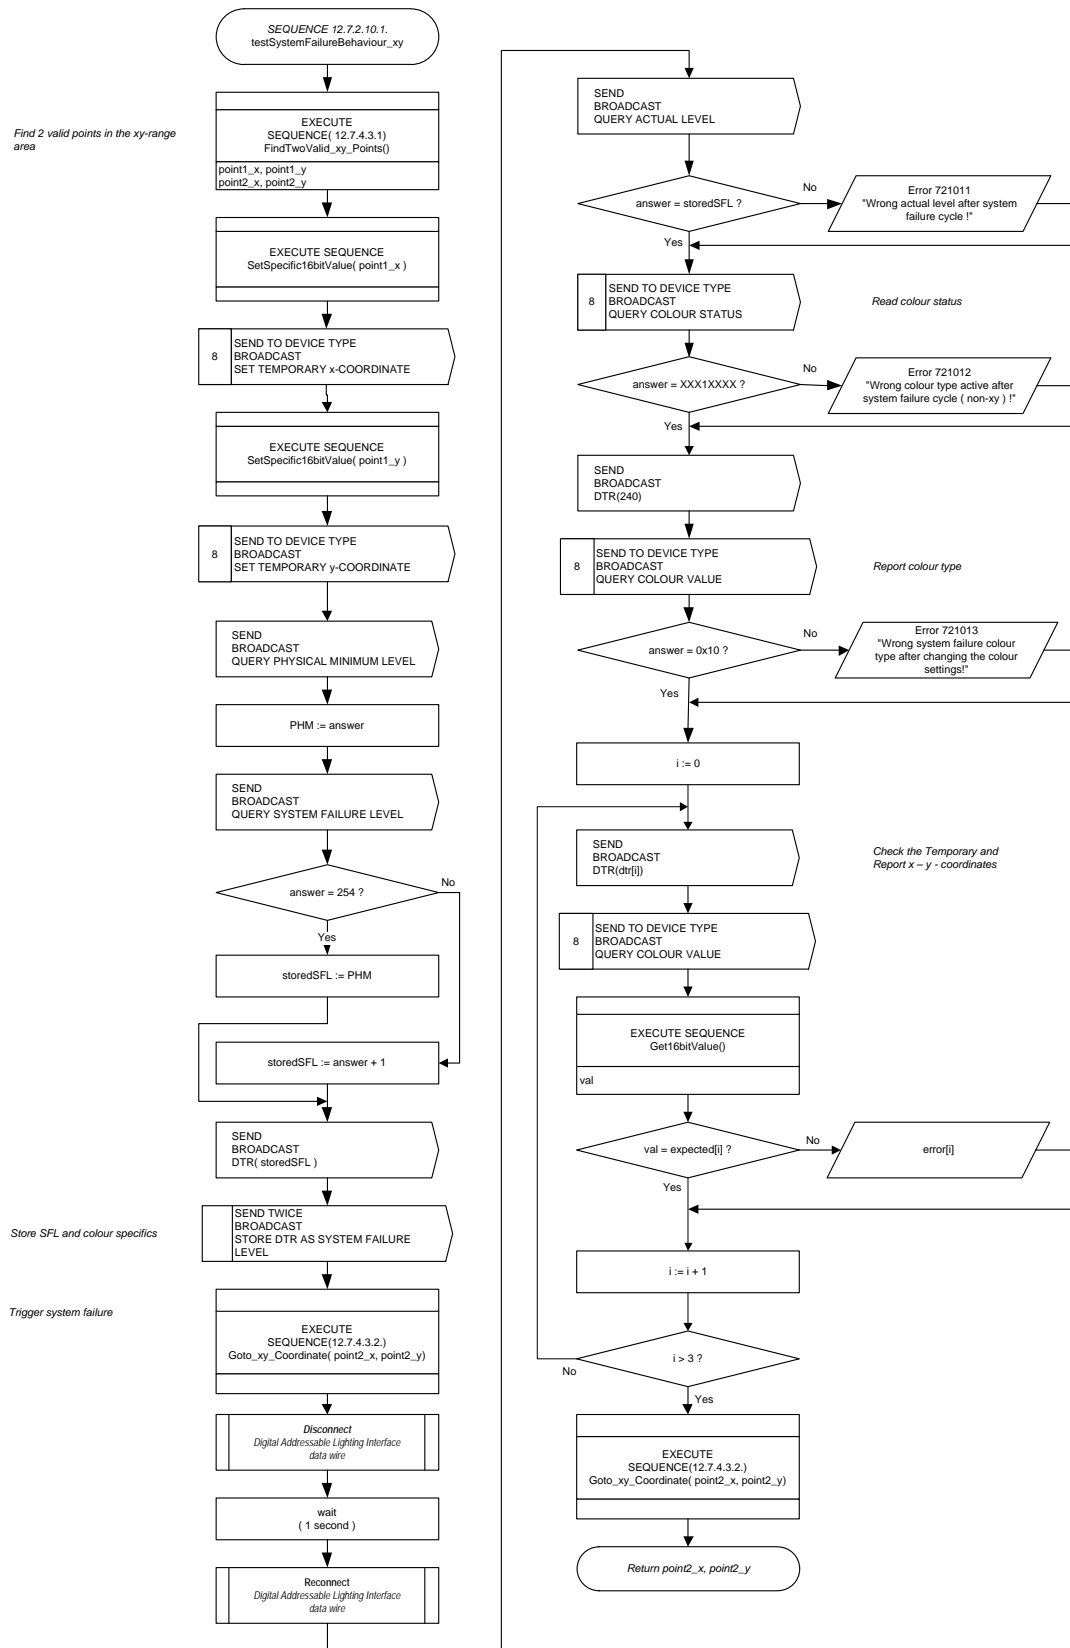 SEQUENCE 12.7.2.10.1.
testSystemFailureBehaviour_xy
Find 2 valid points in the xy-range
area
EXECUTE
SEQUENCE( 12.7.4.3.1)
FindTwoValid_xy_Points()
point1_x, point1_y
point2_x, point2_y
EXECUTE SEQUENCE
SetSpecific16bitValue( point1_x )
8
SEND TO DEVICE TYPE
BROADCAST
SET TEMPORARY x-COORDINATE
EXECUTE SEQUENCE
SetSpecific16bitValue( point1_y )
8
SEND TO DEVICE TYPE
BROADCAST
SET TEMPORARY y-COORDINATE
SEND
BROADCAST
QUERY PHYSICAL MINIMUM LEVEL
PHM := answer
SEND
BROADCAST
QUERY SYSTEM FAILURE LEVEL
answer = 254 ?
No
Yes
storedSFL := PHM
storedSFL := answer + 1
SEND
BROADCAST
DTR( storedSFL )
Store SFL and colour specifics
SEND TWICE
BROADCAST
STORE DTR AS SYSTEM FAILURE
LEVEL
Trigger system failure
EXECUTE
SEQUENCE(12.7.4.3.2.)
Goto_xy_Coordinate( point2_x, point2_y)
Disconnect
Digital Addressable Lighting Interface
data wire
wait
( 1 second )
Reconnect
Digital Addressable Lighting Interface
data wire
SEND
BROADCAST
QUERY ACTUAL LEVEL
answer = storedSFL ?
No
Error 721011
"Wrong actual level after system
failure cycle !"
Yes
8
SEND TO DEVICE TYPE
BROADCAST
QUERY COLOUR STATUS
Read colour status
answer = XXX1XXXX ?
No
Error 721012
"Wrong colour type active after
system failure cycle ( non-xy ) !"
Yes
SEND
BROADCAST
DTR(240)
8
SEND TO DEVICE TYPE
BROADCAST
QUERY COLOUR VALUE
Report colour type
answer = 0x10 ?
No
Error 721013
"Wrong system failure colour
type after changing the colour
settings!"
Yes
i := 0
SEND
BROADCAST
DTR(dtr[i])
Check the Temporary and
Report x – y - coordinates
8
SEND TO DEVICE TYPE
BROADCAST
QUERY COLOUR VALUE
EXECUTE SEQUENCE
Get16bitValue()
val
val = expected[i] ?
No
error[i]
Yes
i := i + 1
i > 3 ?
No
Yes
EXECUTE
SEQUENCE(12.7.4.3.2.)
Goto_xy_Coordinate( point2_x, point2_y)
Return point2_x, point2_y